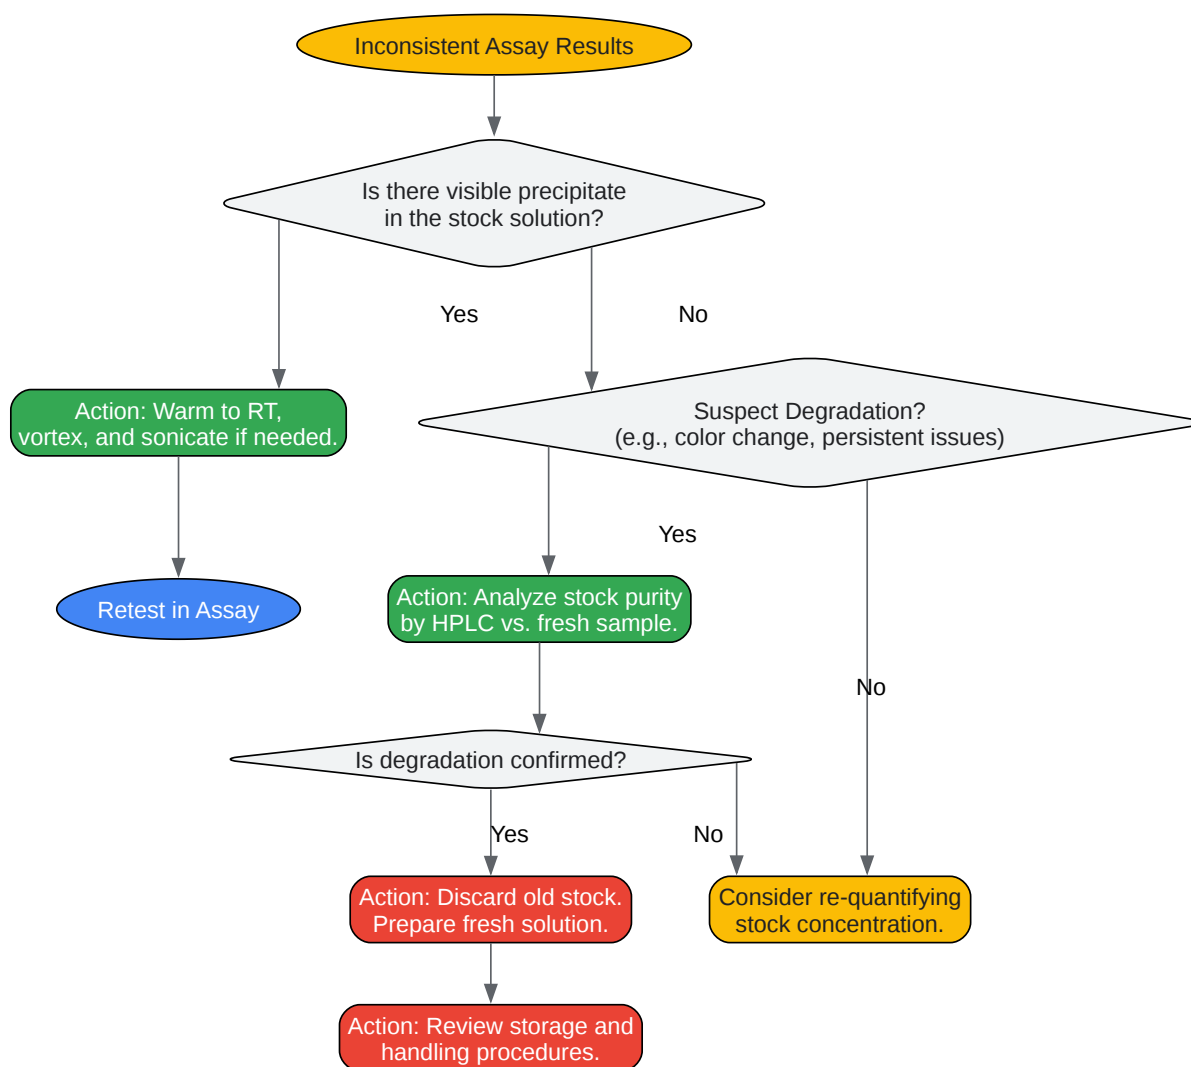 Inconsistent Assay Results
Is there visible precipitate
in the stock solution?
Yes
No
Action: Warm to RT,
vortex, and sonicate if needed.
Suspect Degradation?
(e.g., color change, persistent issues)
Yes
Retest in Assay
Action: Analyze stock purity
by HPLC vs. fresh sample.
No
Is degradation confirmed?
Yes
No
Action: Discard old stock.
Prepare fresh solution.
Consider re-quantifying
stock concentration.
Action: Review storage and
handling procedures.